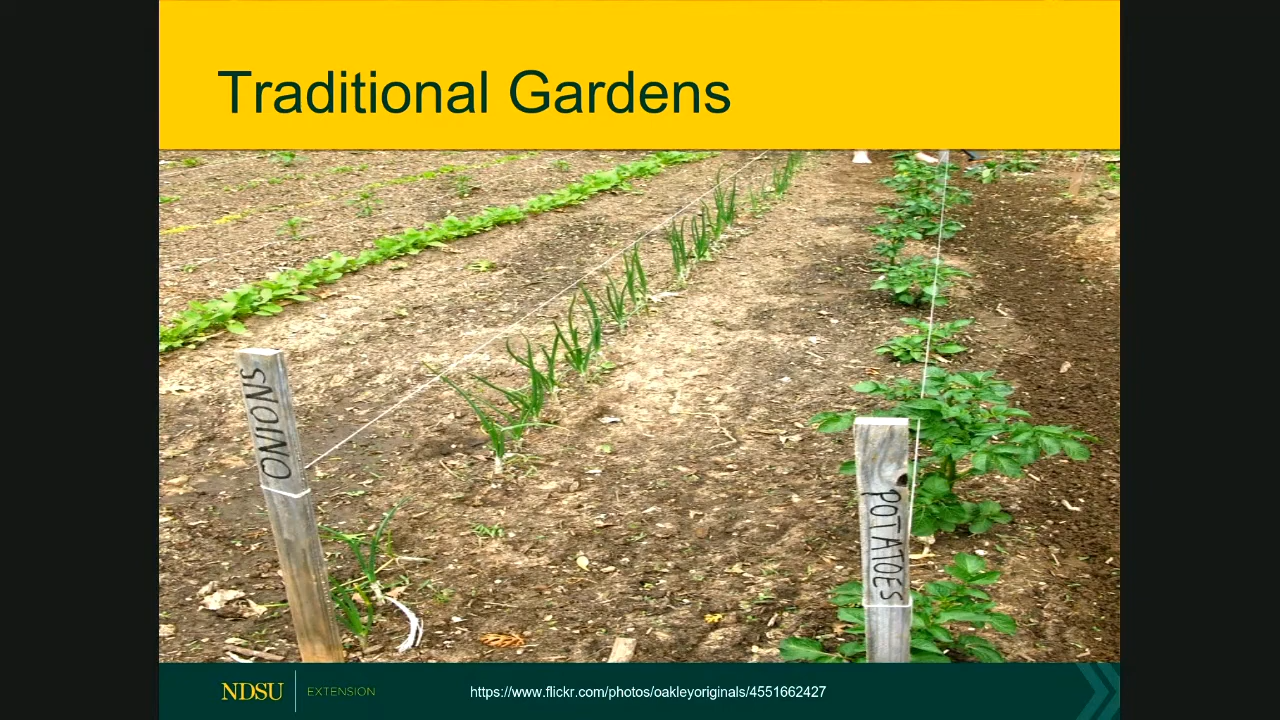 Traditional Gardens
ONIONS
POTATOES
NDSU EXTENSION
https://www.flickr.com/photos/oakleyoriginals/4551662427